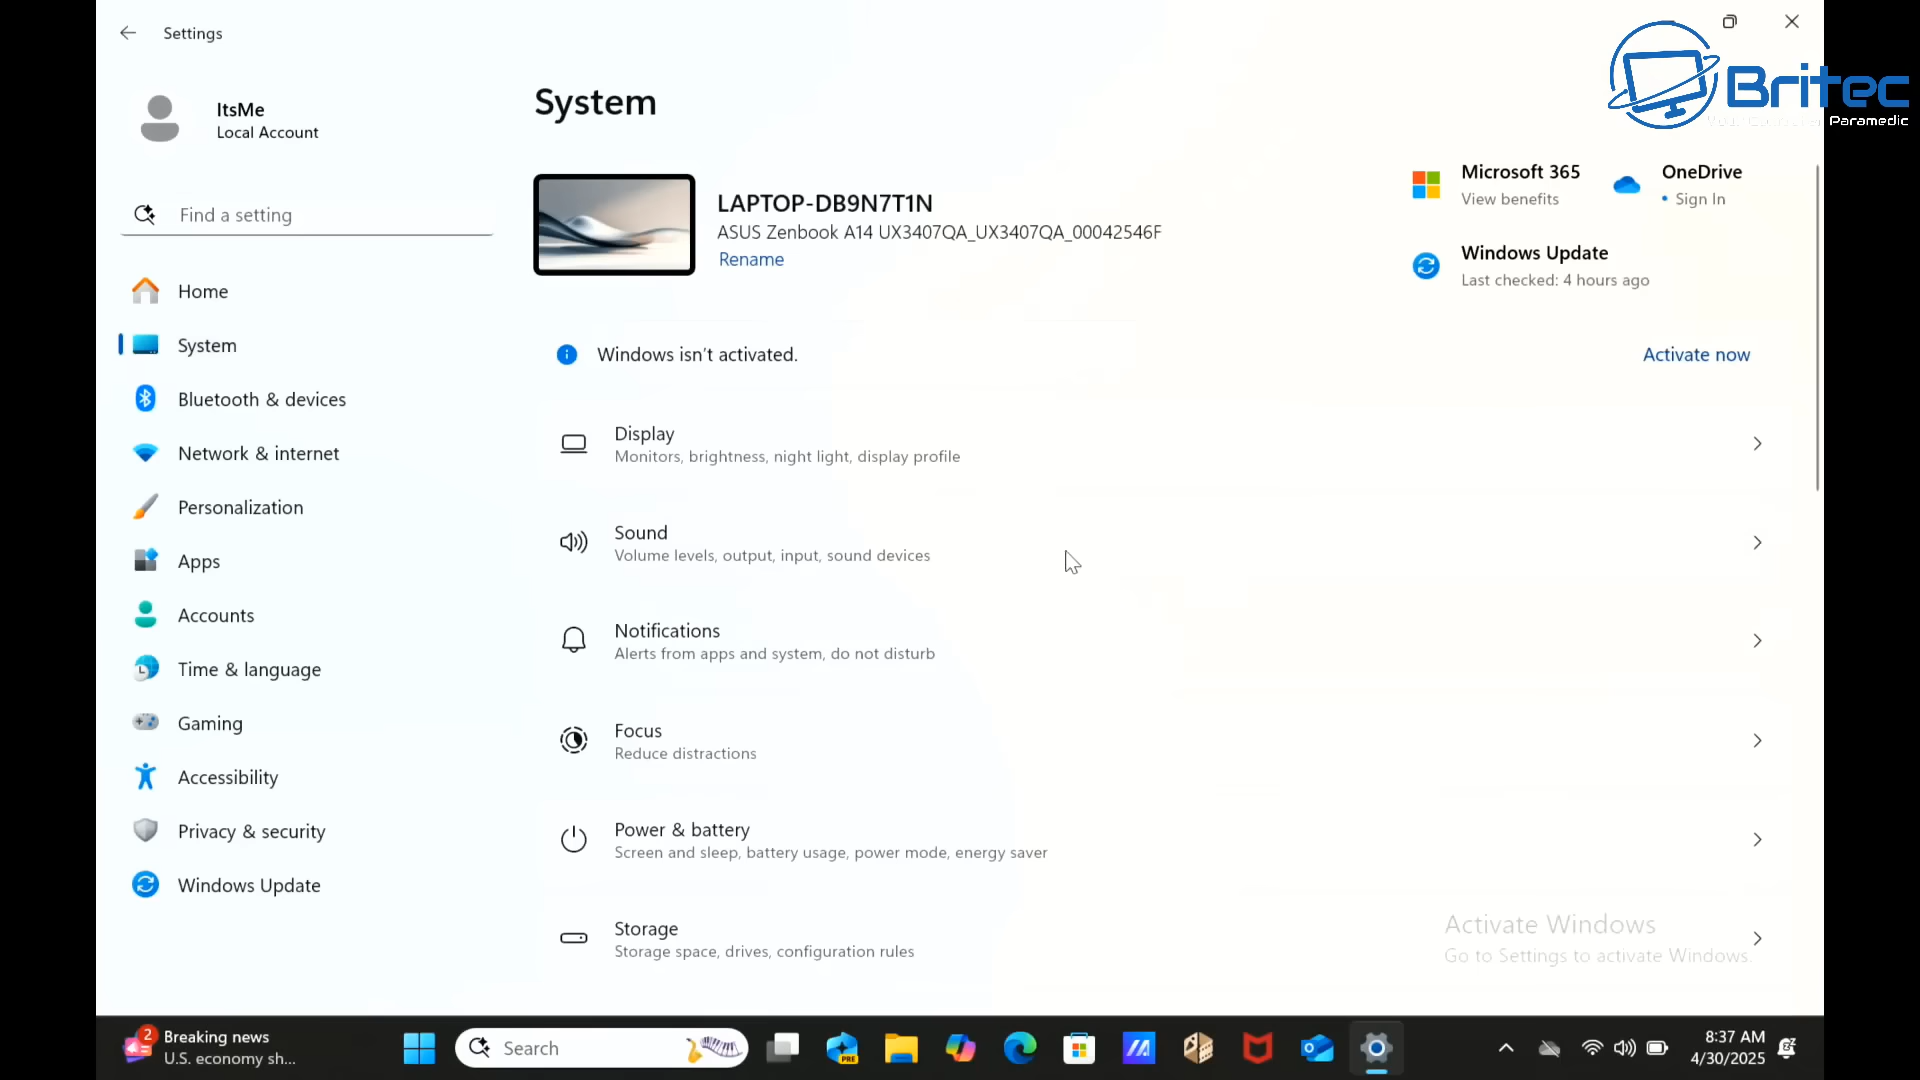 Settings
Britec
Paramedic
ItsMe
Local Account
Find a setting
Home
System
Bluetooth & devices
Network & internet
Personalization
Apps
Accounts
Time & language
Gaming
Accessibility
Privacy & security
Windows Update
System
LAPTOP-DB9N7T1N
ASUS Zenbook A14 UX3407QA_UX3407QA_00042546F
Rename
Microsoft 365
View benefits
OneDrive
• Sign In
Windows Update
Last checked: 4 hours ago
Windows isn't activated.
Activate now
Display
Monitors, brightness, night light, display profile
Sound
Volume levels, output, input, sound devices
Notifications
Alerts from apps and system, do not disturb
Focus
Reduce distractions
Power & battery
Screen and sleep, battery usage, power mode, energy saver
Storage
Storage space, drives, configuration rules
Activate Windows
Go to Settings to activate Windows.
2
Breaking news
U.S. economy sh...
Search
PRE
8:37 AM
4/30/2025